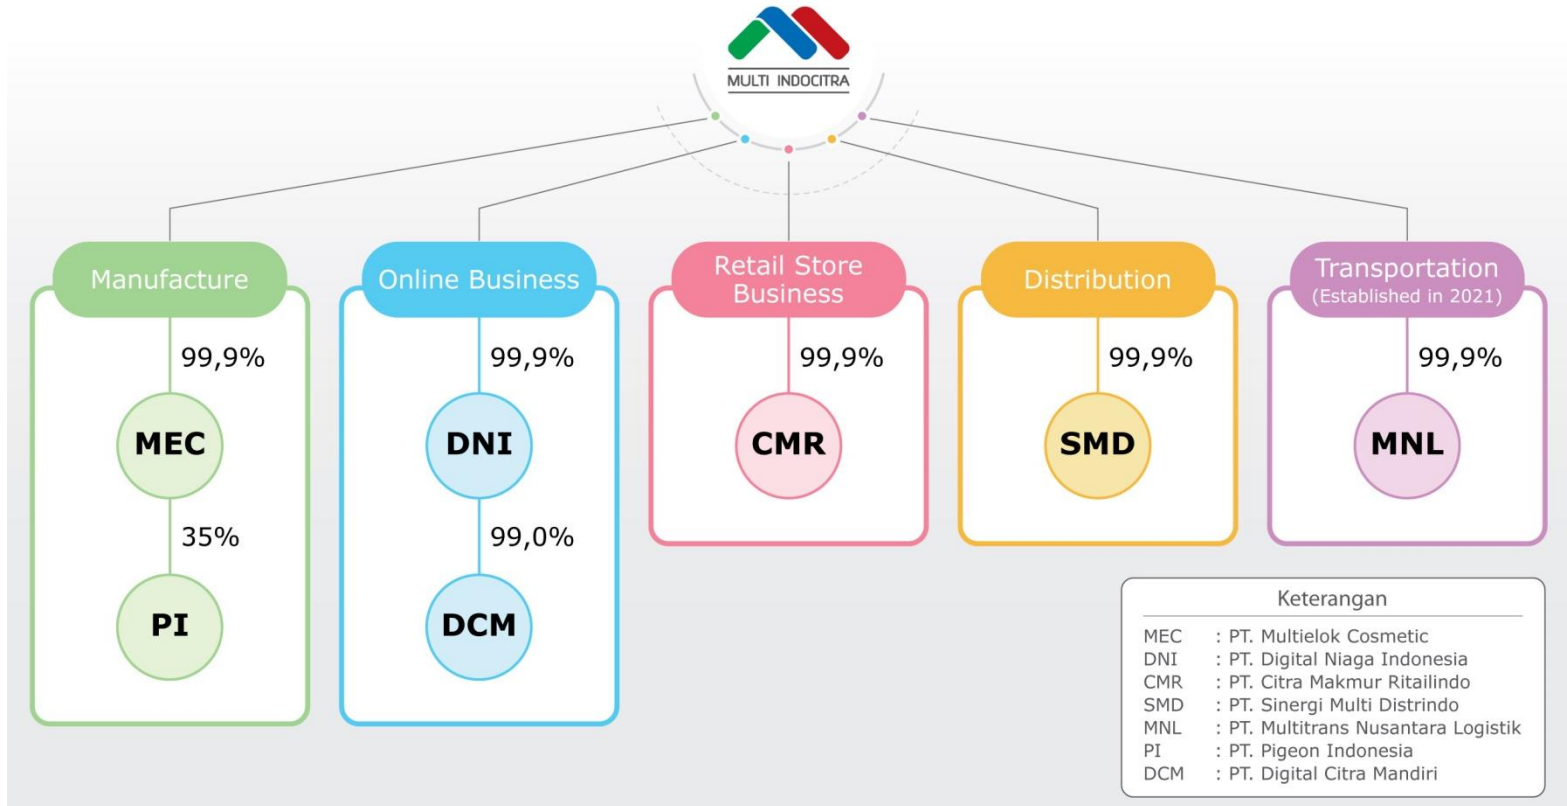 MULTI INDOCITRA
Manufacture
99,9%
MEC
35%
PI
Online Business
99,9%
DNI
99,0%
DCM
Retail Store
Business
99,9%
CMR
Distribution
99,9%
SMD
Transportation
(Established in 2021)
99,9%
MNL
Keterangan
MEC : PT. Multielok Cosmetic
DNI : PT. Digital Niaga Indonesia
CMR : PT. Citra Makmur Ritailindo
SMD : PT. Sinergi Multi Distrindo
MNL : PT. Multitrans Nusantara Logistik
PI : PT. Pigeon Indonesia
DCM : PT. Digital Citra Mandiri